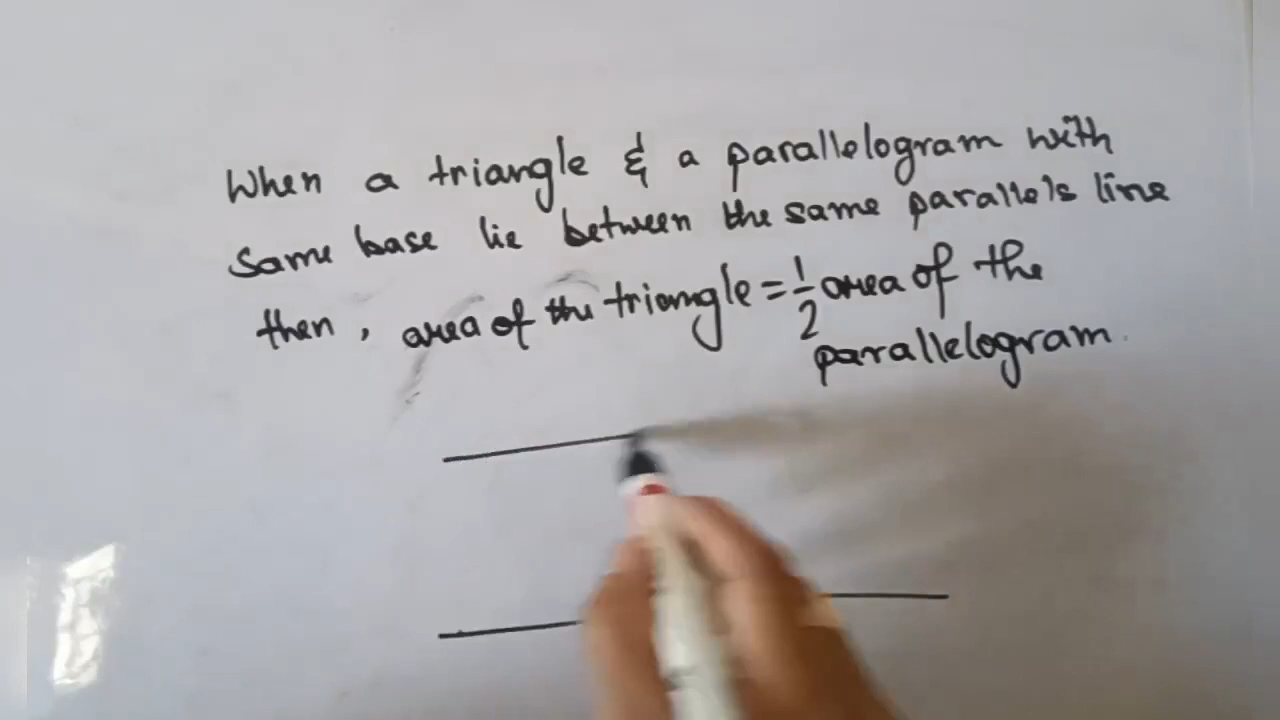 When a triangle & a parallelogram with
same base lie between the same parallels line
then, area of the triangle = 1/2 area of the
parallelogram.